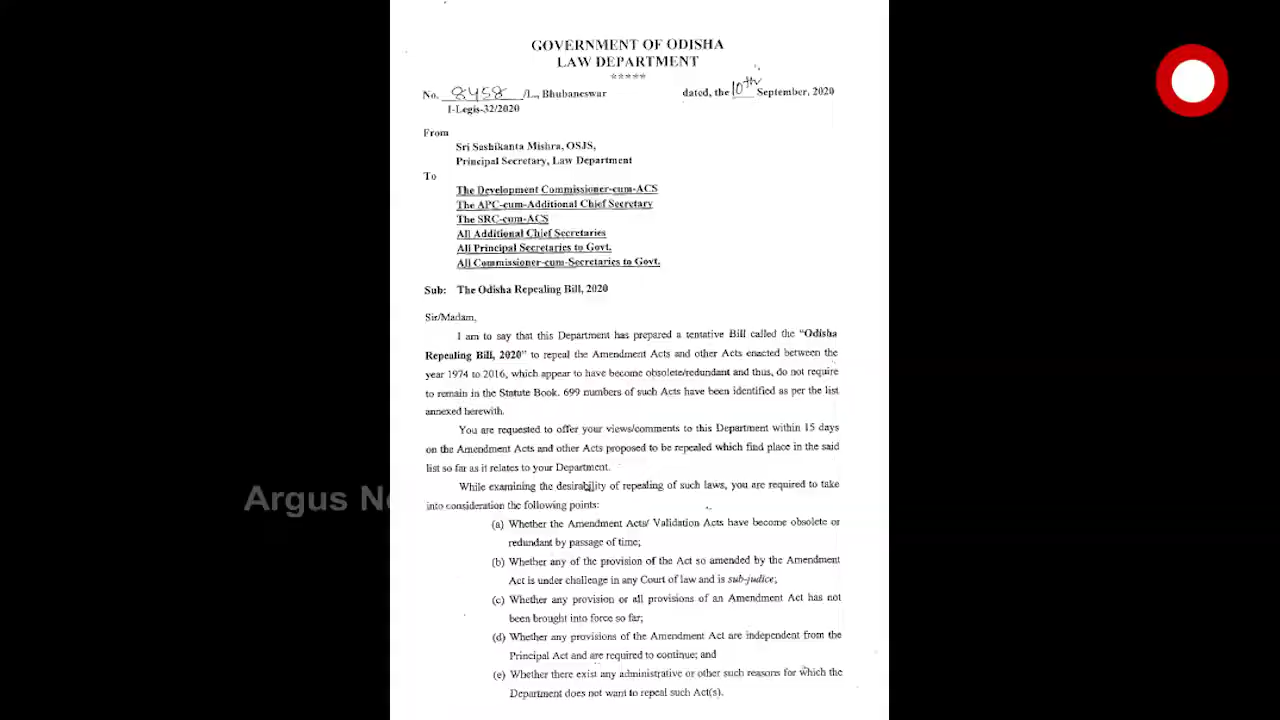 GOVERNMENT OF ODISHA
LAW DEPARTMENT
*****
No. 8458 /L., Bhubaneswar dated, the 10th September, 2020
I-Legis-32/2020
From
Sri Sashikanta Mishra, OSJS,
Principal Secretary, Law Department
To
The Development Commissioner-cum-ACS
The APC-cum-Additional Chief Secretary
The SRC-cum-ACS
All Additional Chief Secretaries
All Principal Secretaries to Govt.
All Commissioner-cum-Secretaries to Govt.
Sub: The Odisha Repealing Bill, 2020
Sir/Madam,
I am to say that this Department has prepared a tentative Bill called the “Odisha
Repealing Bill, 2020” to repeal the Amendment Acts and other Acts enacted between the
year 1974 to 2016, which appear to have become obsolete/redundant and thus, do not require
to remain in the Statute Book. 699 numbers of such Acts have been identified as per the list
annexed herewith.
You are requested to offer your views/comments to this Department within 15 days
on the Amendment Acts and other Acts proposed to be repealed which find place in the said
list so far as it relates to your Department.
While examining the desirability of repealing of such laws, you are required to take
into consideration the following points:
(a) Whether the Amendment Acts/ Validation Acts have become obsolete or
redundant by passage of time;
(b) Whether any of the provision of the Act so amended by the Amendment
Act is under challenge in any Court of law and is sub-judice;
(c) Whether any provision or all provisions of an Amendment Act has not
been brought into force so far;
(d) Whether any provisions of the Amendment Act are independent from the
Principal Act and are required to continue; and
(e) Whether there exist any administrative or other such reasons for which the
Department does not want to repeal such Act(s).
Argus Ne